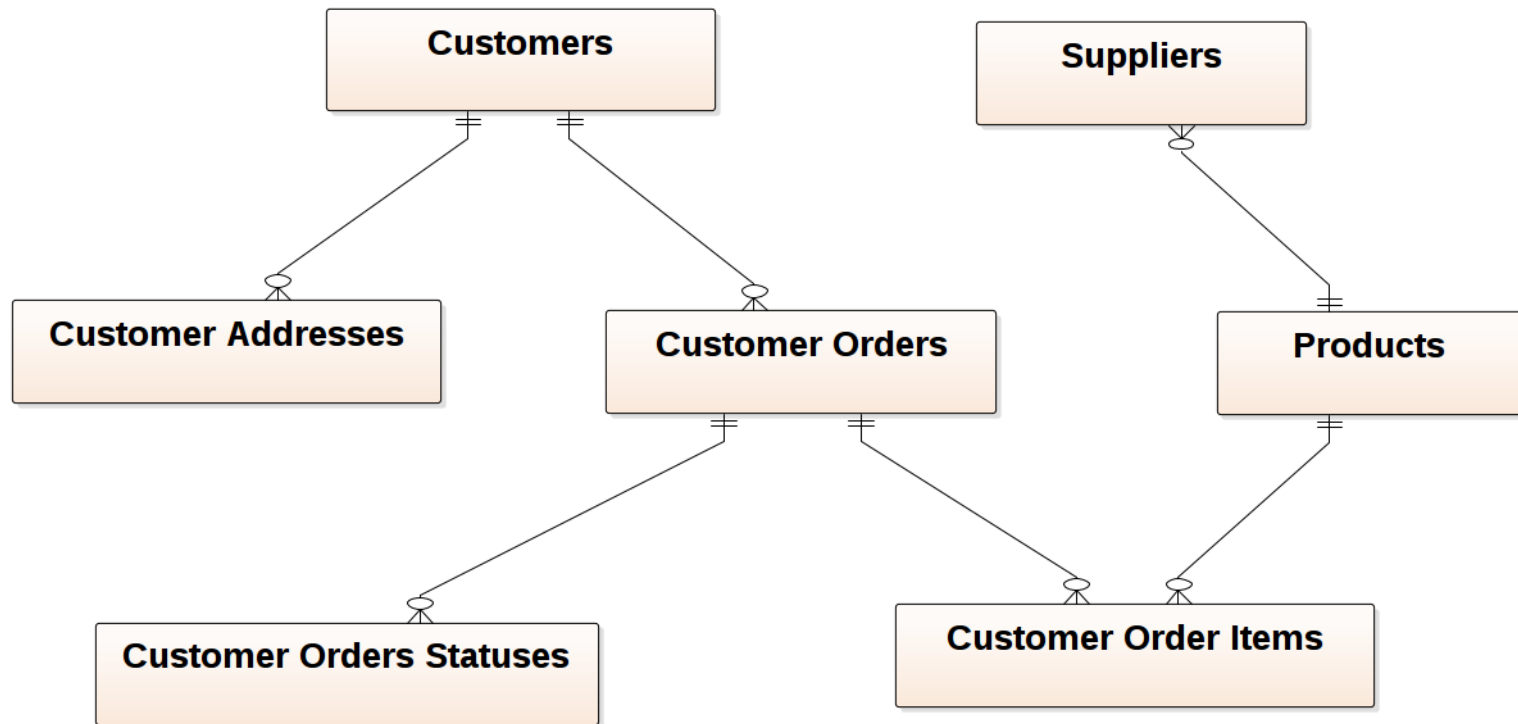 Customers
Suppliers
Customer Addresses
Customer Orders
Products
Customer Orders Statuses
Customer Order Items